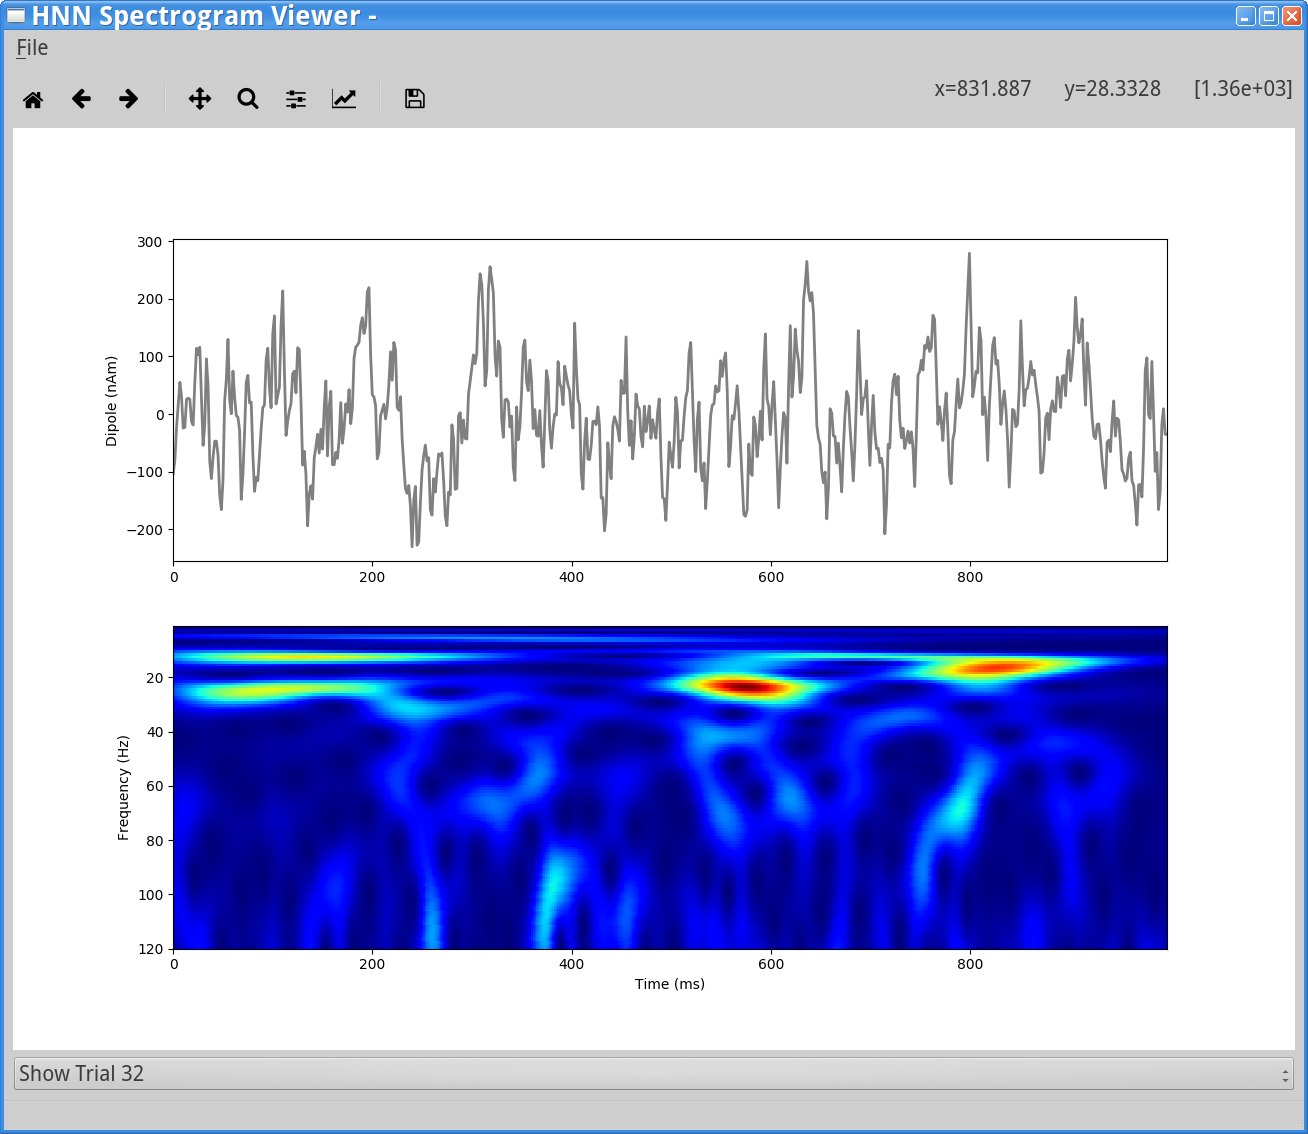 HNN Spectrogram Viewer -
File
x=831.887 y=28.3328 [1.36e+03]
300
200
100
0
−100
−200
Dipole (nAm)
0 200 400 600 800
20
40
60
80
100
120
Frequency (Hz)
0 200 400 600 800
Time (ms)
Show Trial 32